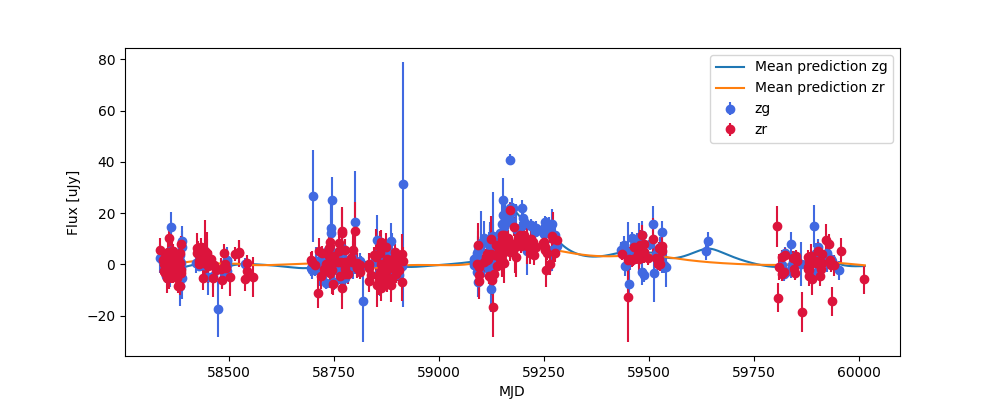 80
60
40
20
0
−20
Flux [uJy]
58500
58750
59000
59250
59500
59750
60000
MJD
Mean prediction zg
Mean prediction zr
zg
zr